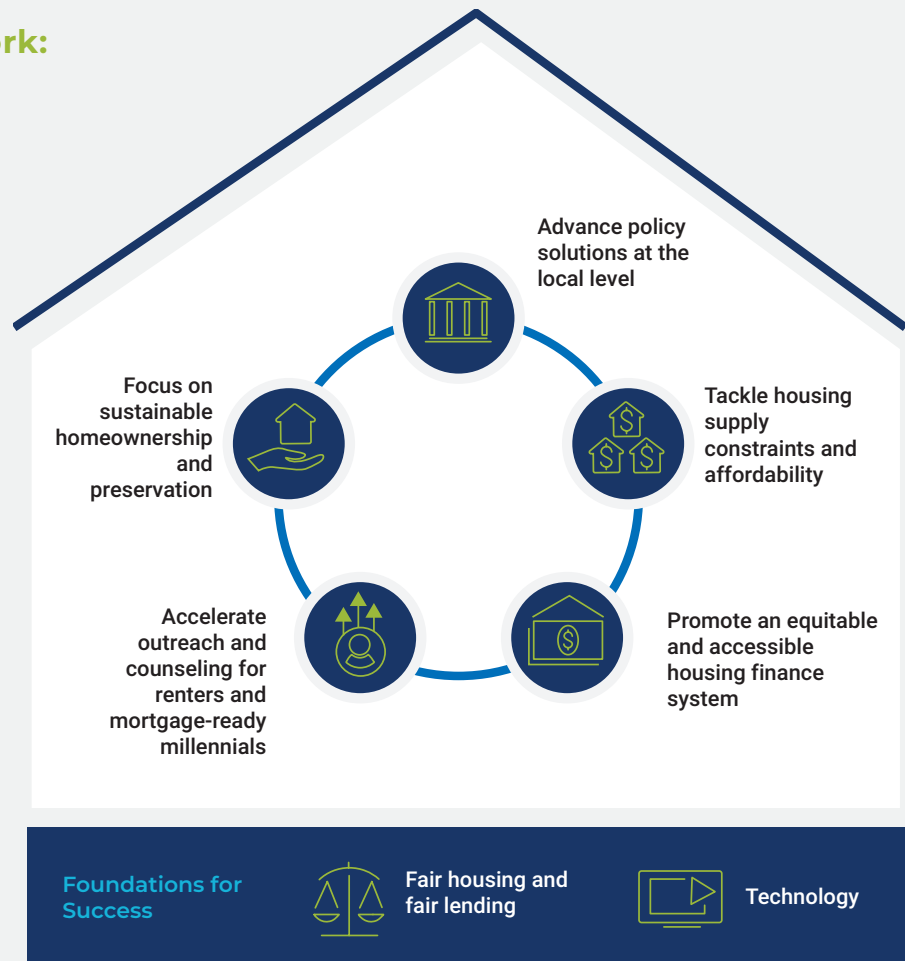 Advance policy
solutions at the
local level
Tackle housing
supply
constraints and
affordability
Promote an equitable
and accessible
housing finance
system
Accelerate
outreach and
counseling for
renters and
mortgage-ready
millennials
Focus on
sustainable
homeownership
and
preservation
Foundations for
Success
Fair housing and
fair lending
Technology